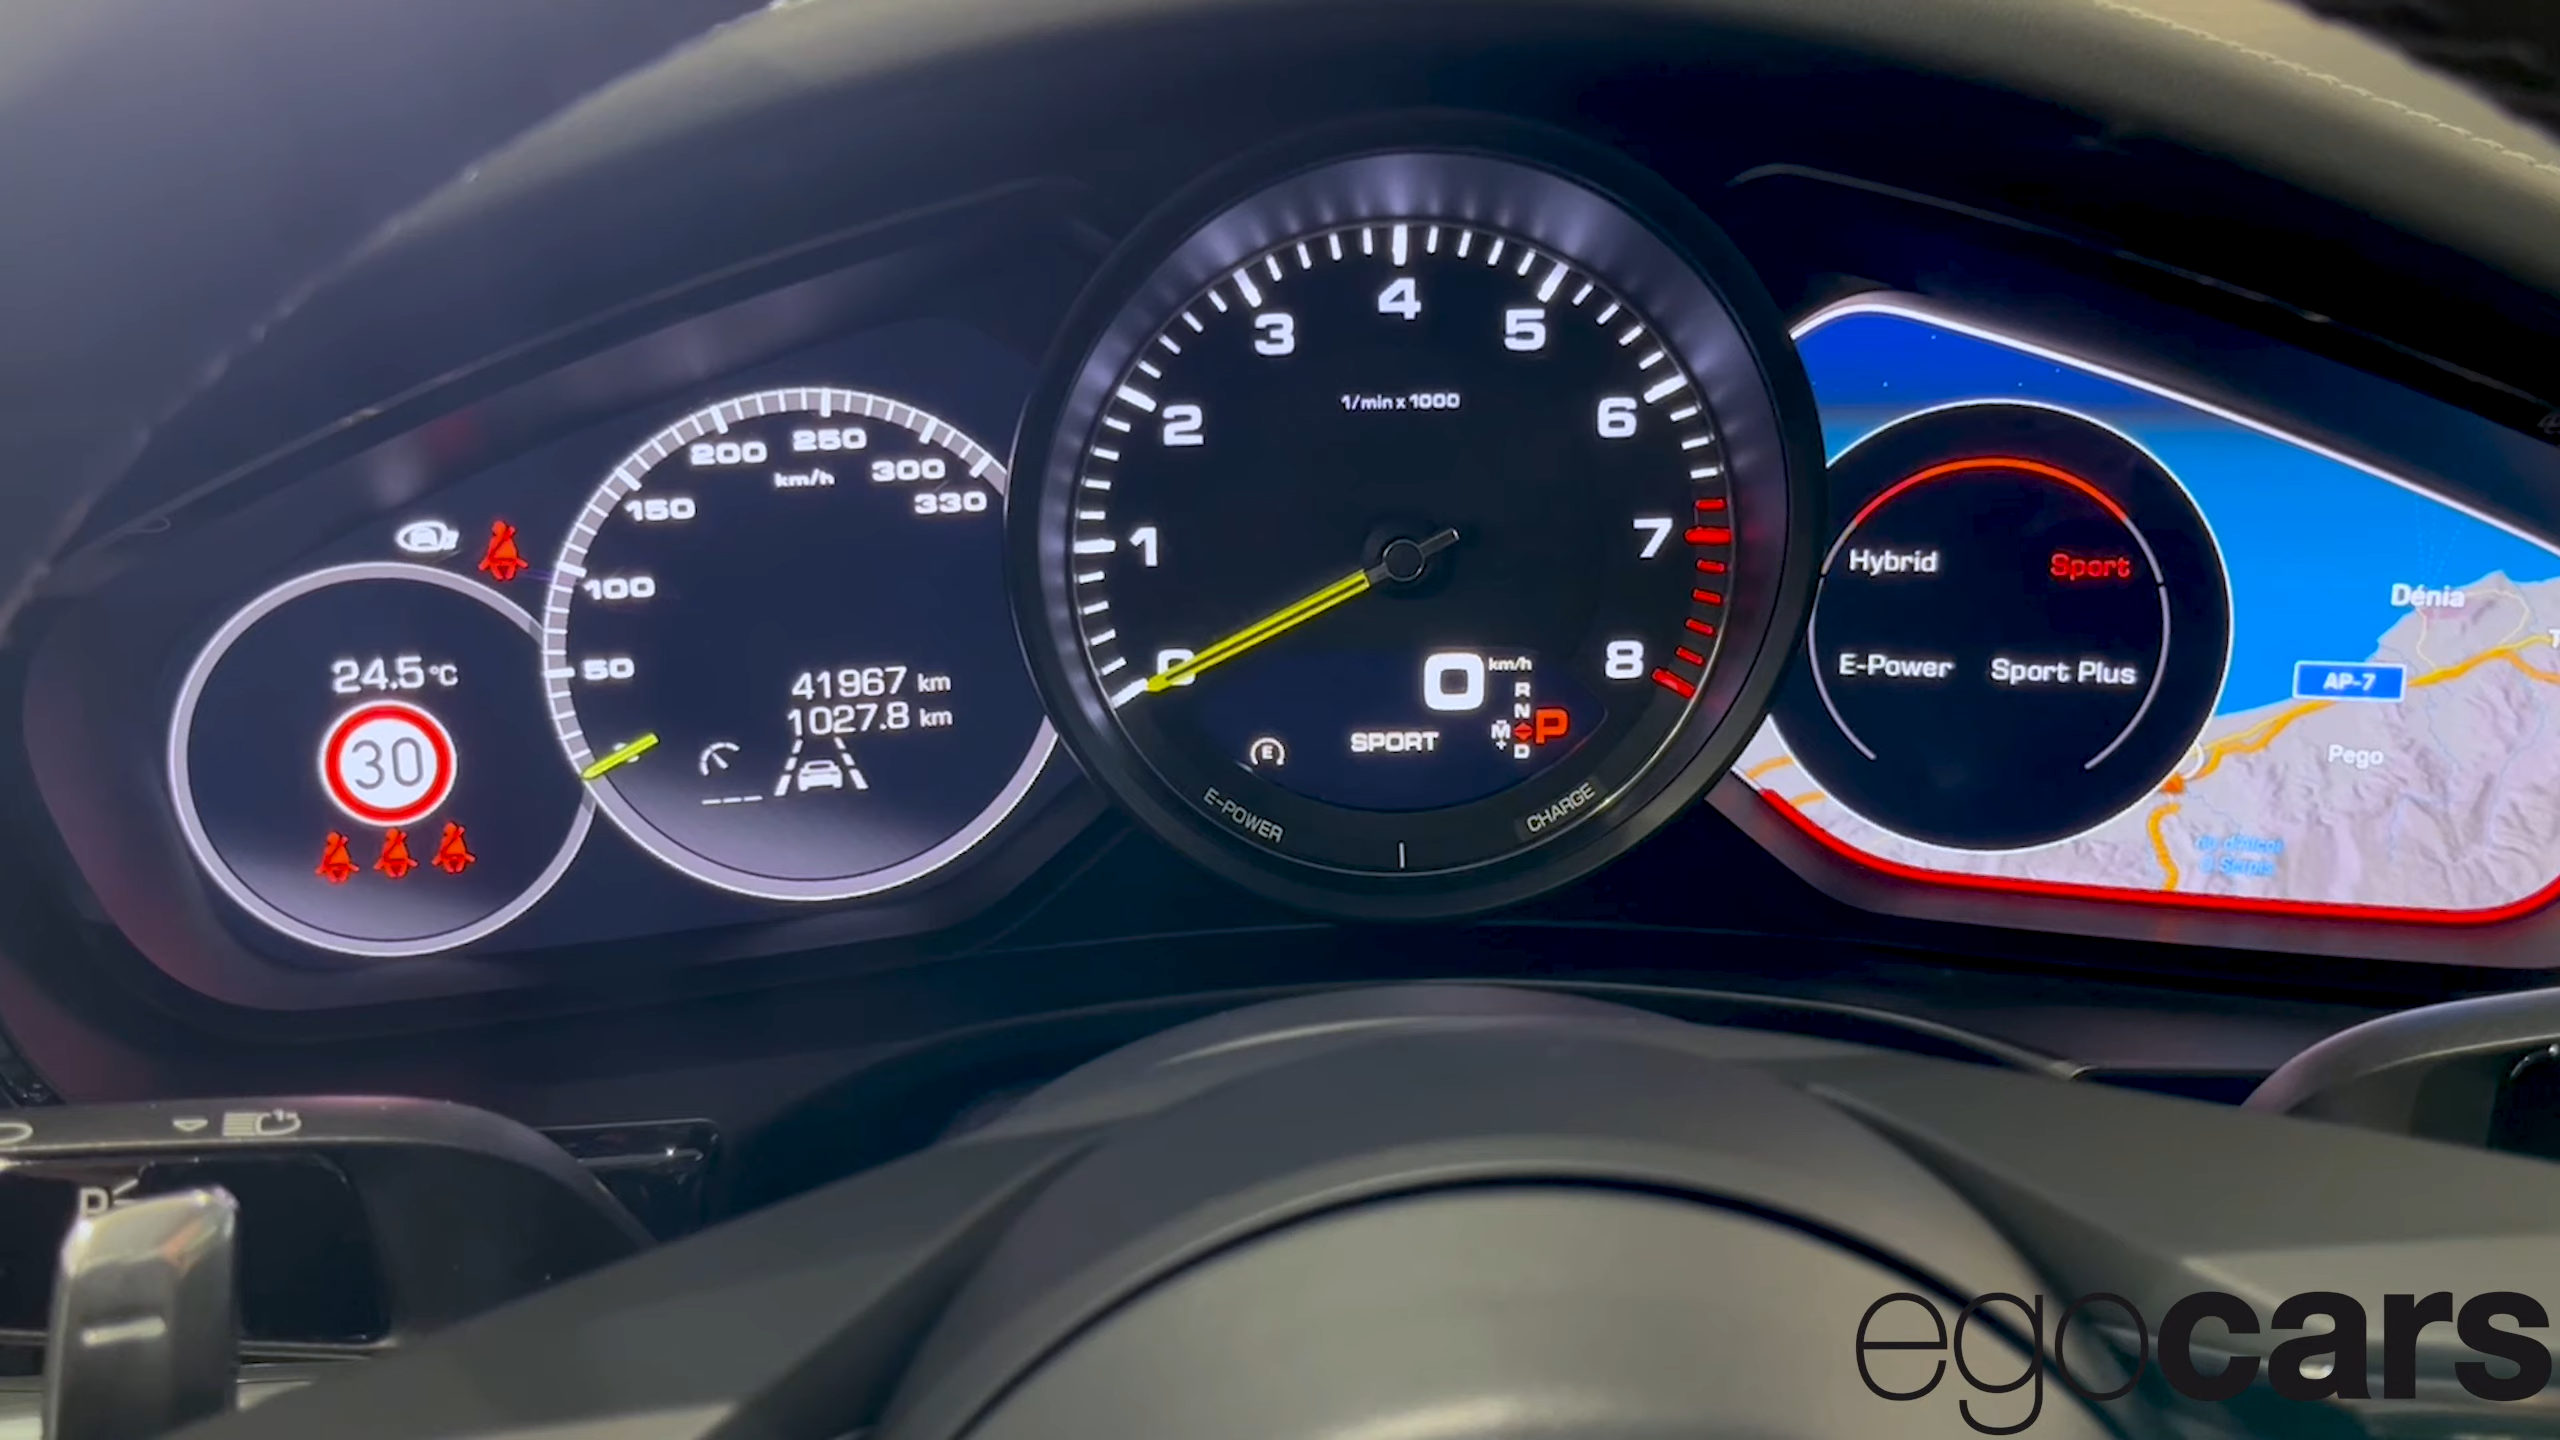 24.5 °C
30
50
100
150
200
250
300
330
km/h
41967 km
1027.8 km
---
0
1
2
3
4
5
6
7
8
1/min x 1000
0 km/h
R
N
M
+
D
P
E
SPORT
E-POWER
CHARGE
Hybrid
Sport
E-Power
Sport Plus
Dénia
AP-7
Pego
P
egocars